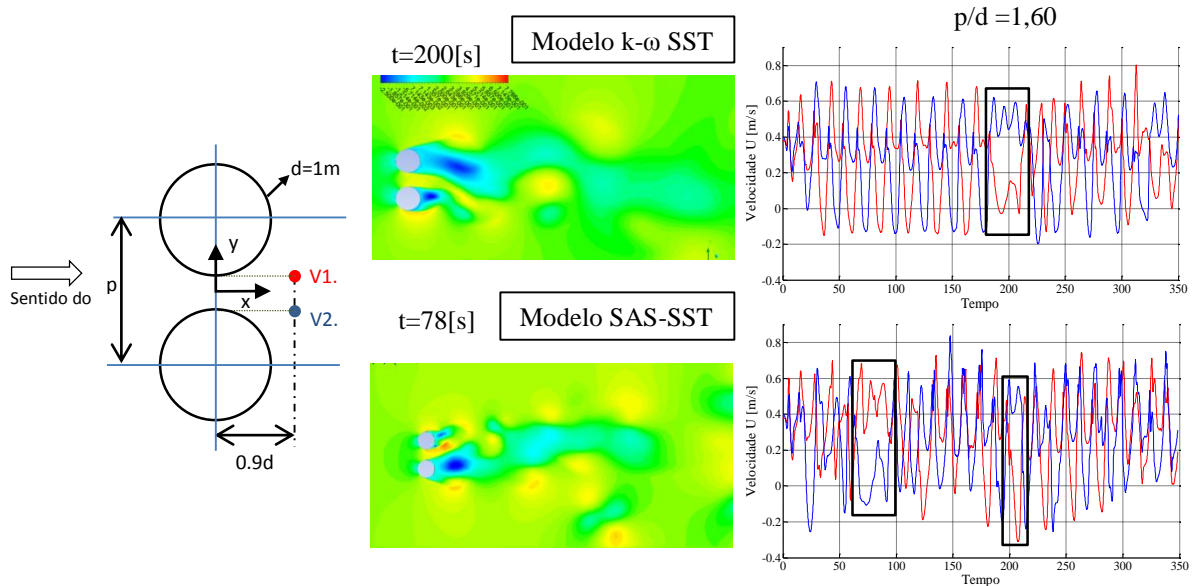 p/d =1,60
Modelo k-ω SST
t=200[s]
d=1m
y
x
p
Sentido do
V1.
V2.
0.9d
Velocidade U [m/s]
0.8
0.6
0.4
0.2
0
-0.2
-0.4
0 50 100 150 200 250 300 350
Tempo
t=78[s]
Modelo SAS-SST
Velocidade U [m/s]
0.8
0.6
0.4
0.2
0
-0.2
-0.4
0 50 100 150 200 250 300 350
Tempo